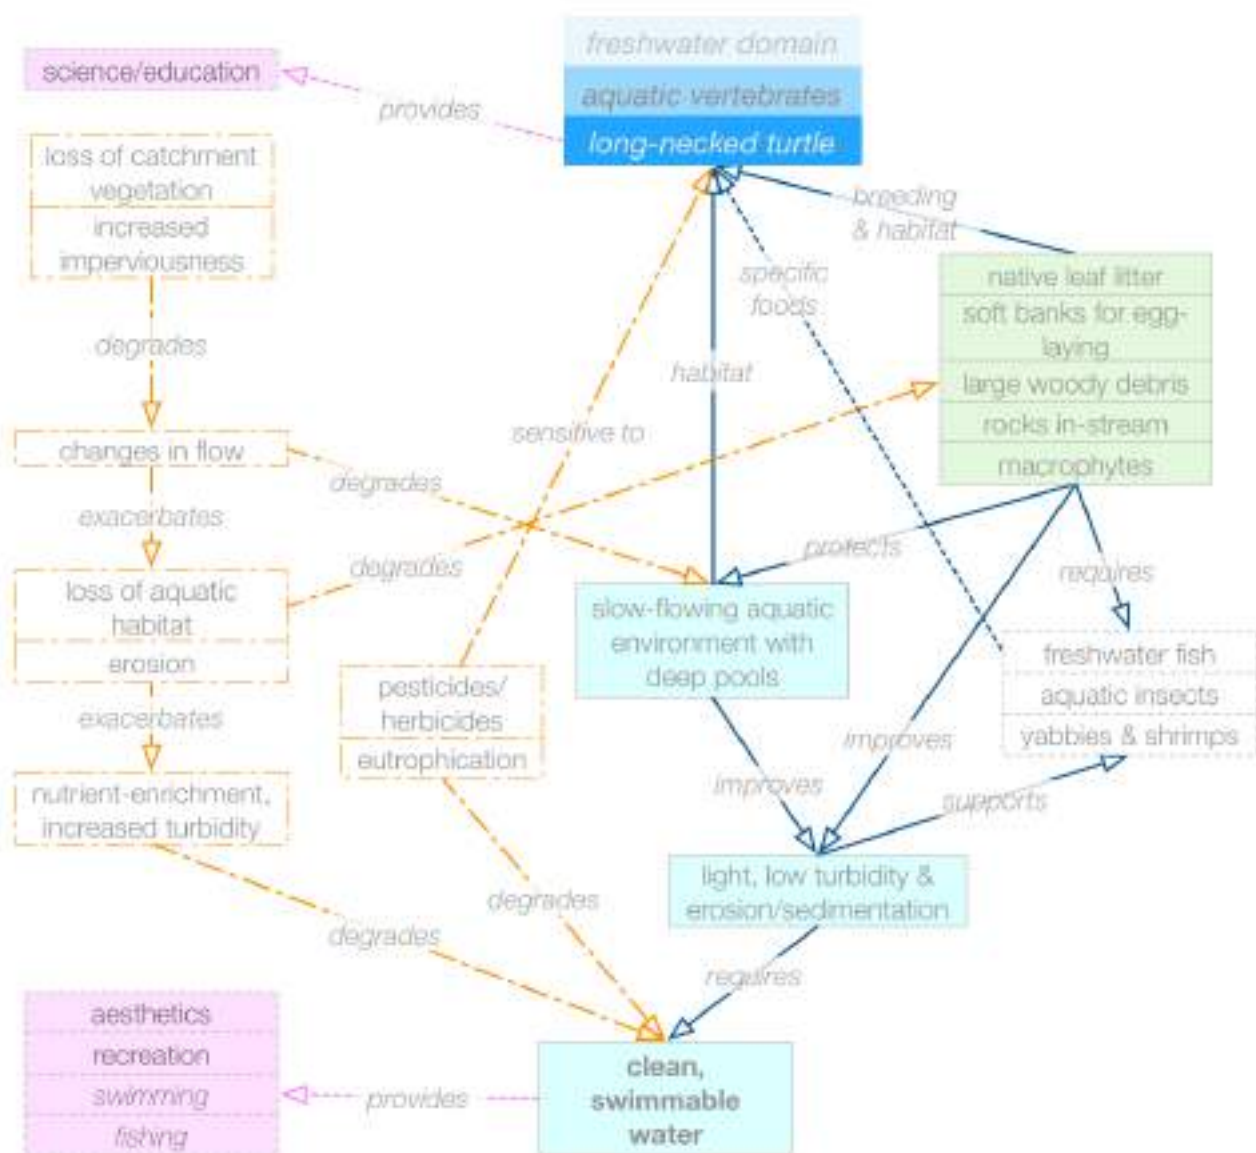 freshwater domain
science/education
aquatic vertebrates
provides
long-necked turtle
loss of catchment
vegetation
increased
imperviousness
breeding
& habitat
specific
foods
native leaf litter
soft banks for egg-
laying
large woody debris
rocks in-stream
macrophytes
degrades
habitat
sensitive to
changes in flow
degrades
exacerbates
degrades
protects
requires
loss of aquatic
habitat
erosion
slow-flowing aquatic
environment with
deep pools
freshwater fish
aquatic insects
yabbies & shrimps
pesticides/
herbicides
eutrophication
exacerbates
improves
improves
supports
nutrient-enrichment,
increased turbidity
light, low turbidity &
erosion/sedimentation
degrades
degrades
requires
aesthetics
recreation
swimming
fishing
provides
clean,
swimmable
water